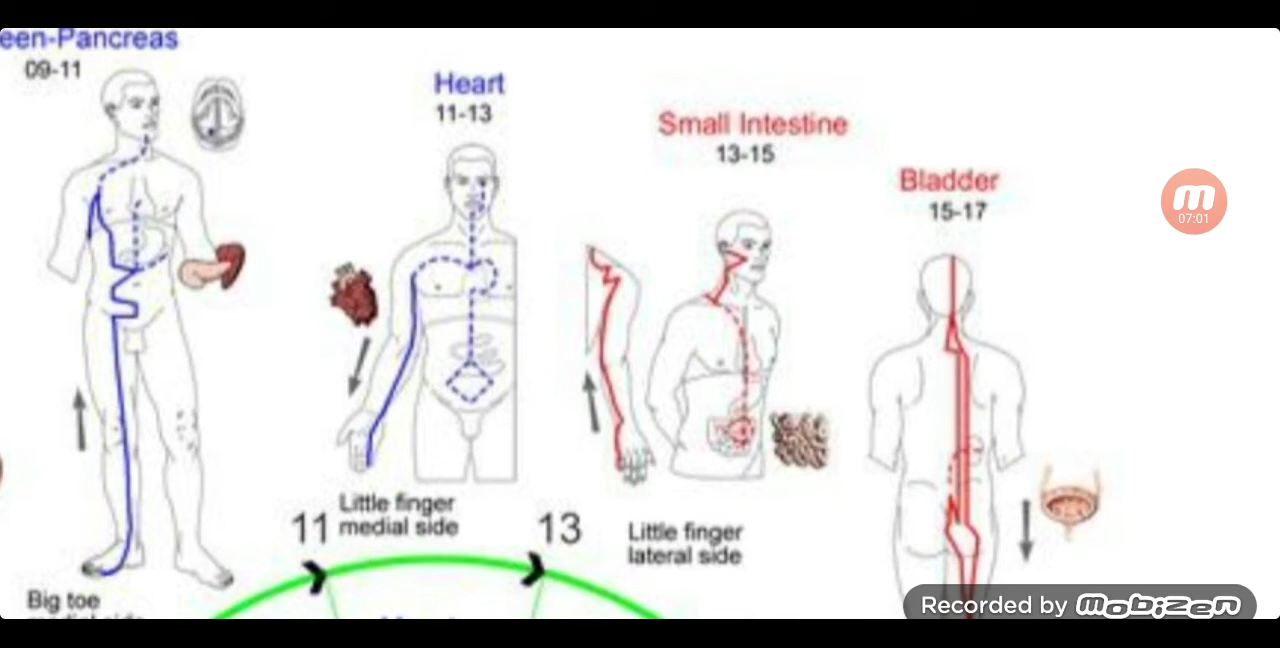 een-Pancreas
09-11
Heart
11-13
Small Intestine
13-15
Bladder
15-17
07:01
11
Little finger
medial side
13
Little finger
lateral side
Big toe
Recorded by Mobizen